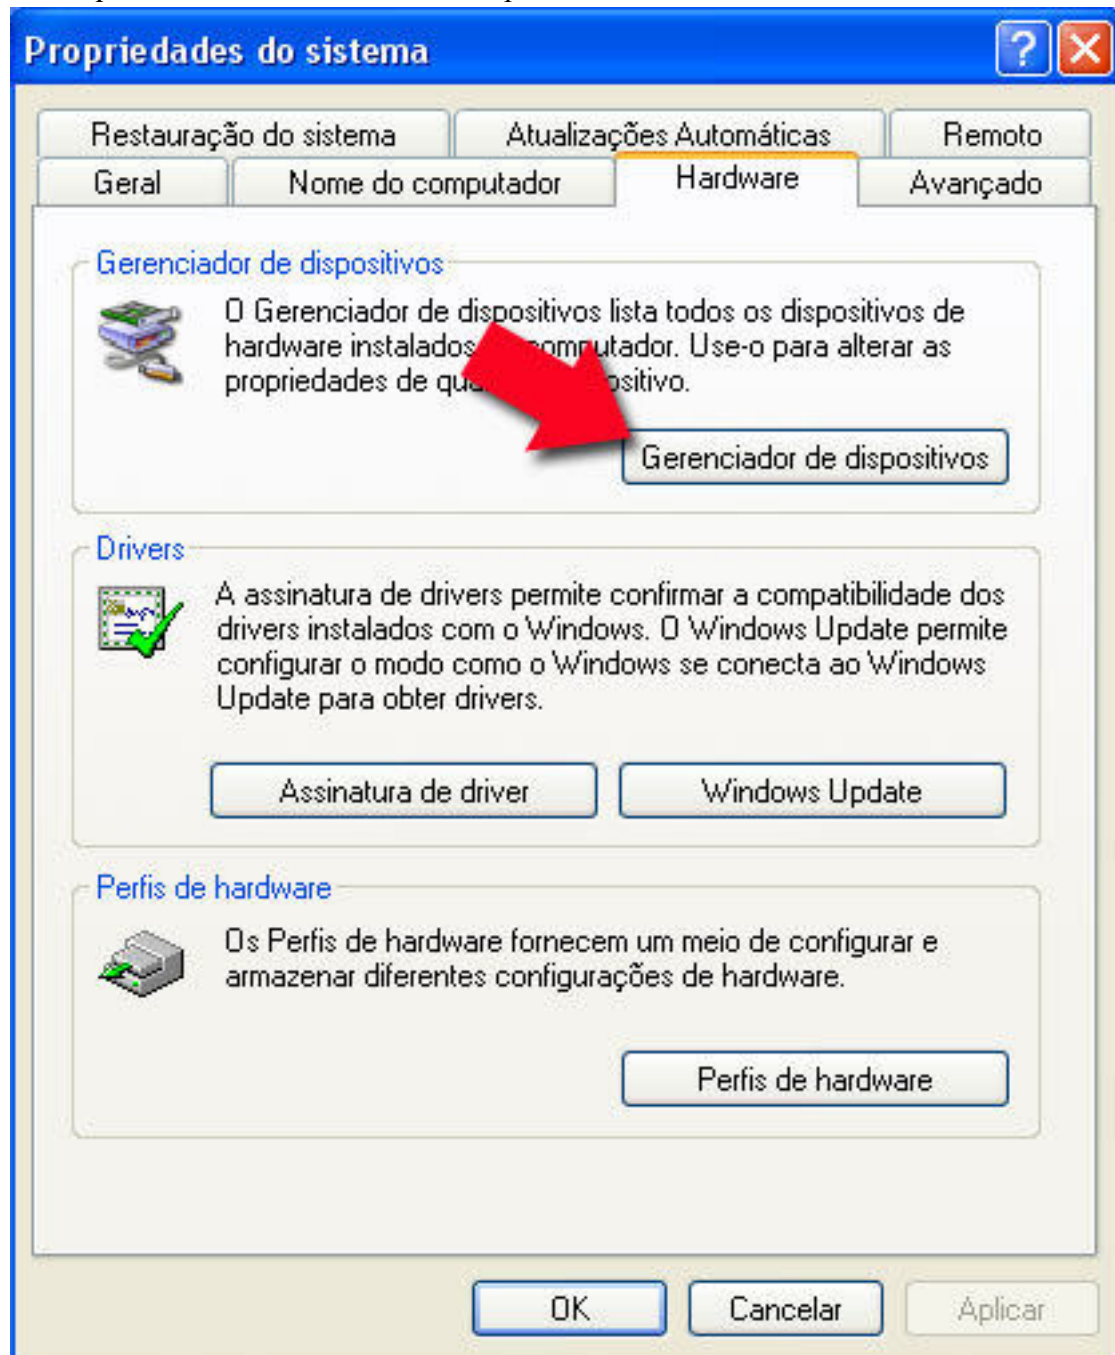 Propriedades do sistema
Restauração do sistema
Atualizações Automáticas
Remoto
Geral
Nome do computador
Hardware
Avançado
Gerenciador de dispositivos
O Gerenciador de dispositivos lista todos os dispositivos de
hardware instalados computador. Use-o para alterar as
propriedades de
Gerenciador de dispositivos
Drivers
A assinatura de drivers permite confirmar a compatibilidade dos
drivers instalados com o Windows. O Windows Update permite
configurar o modo como o Windows se conecta ao Windows
Update para obter drivers.
Assinatura de driver
Windows Update
Perfis de hardware
Os Perfis de hardware fornecem um meio de configurar e
armazenar diferentes configurações de hardware.
Perfis de hardware
OK
Cancelar
Aplicar